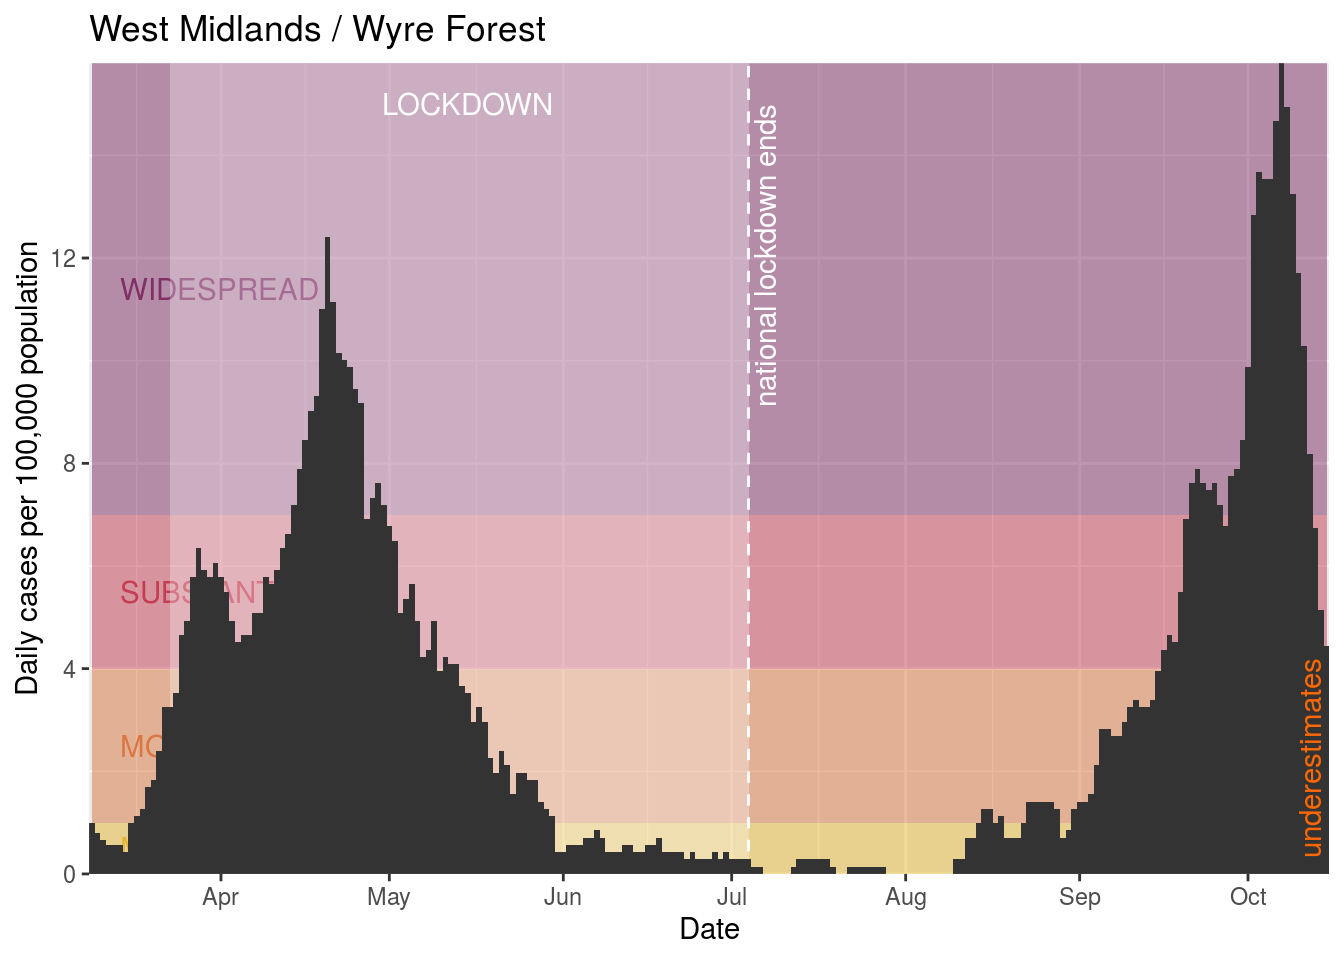 West Midlands / Wyre Forest
LOCKDOWN
national lockdown ends
WIDESPREAD
12
8
4
0
Daily cases per 100,000 population
underestimates
Apr
May
Jun
Jul
Aug
Sep
Oct
Date